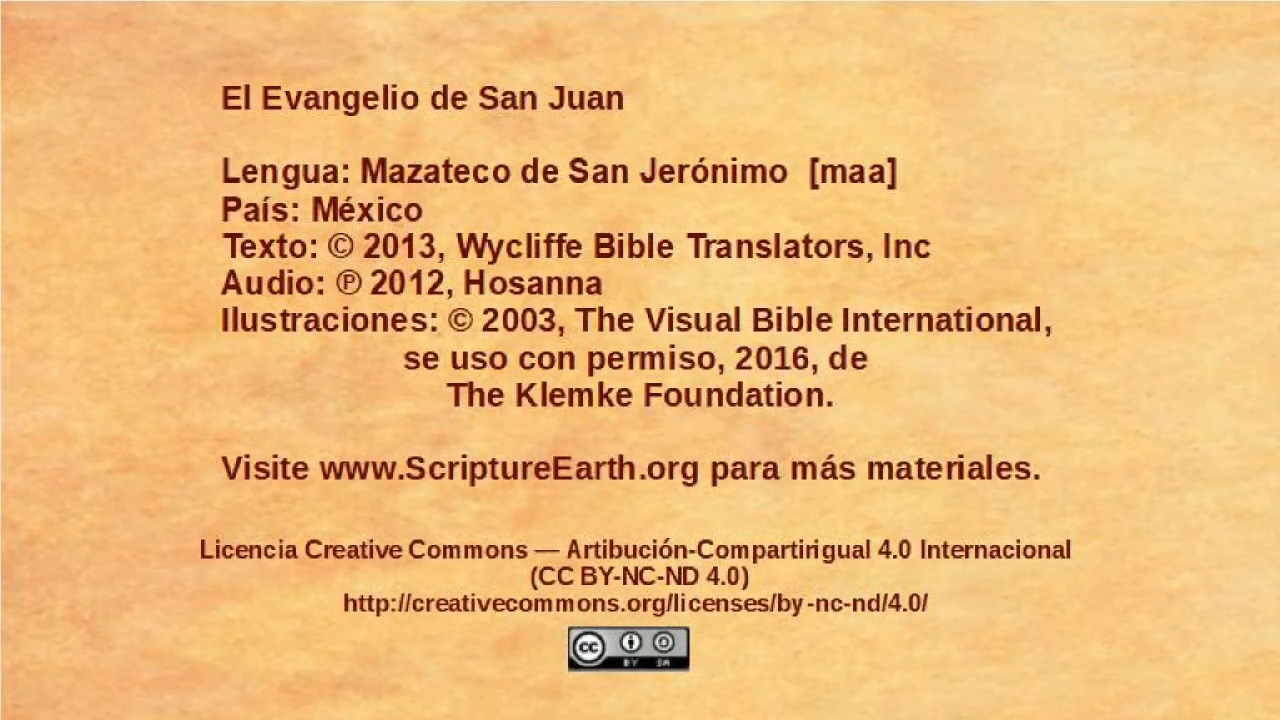 El Evangelio de San Juan
Lengua: Mazateco de San Jerónimo [maa]
País: México
Texto: © 2013, Wycliffe Bible Translators, Inc
Audio: ℗ 2012, Hosanna
Ilustraciones: © 2003, The Visual Bible International,
se uso con permiso, 2016, de
The Klemke Foundation.
Visite www.ScriptureEarth.org para más materiales.
Licencia Creative Commons — Artibución-Compartirigual 4.0 Internacional
(CC BY-NC-ND 4.0)
http://creativecommons.org/licenses/by-nc-nd/4.0/
cc BY SA